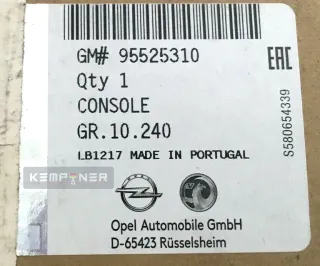 GM# 95525310
EAC
Qty 1
CONSOLE
GR.10.240
S580654339
LB1217 MADE IN PORTUGAL
KEMPTNER
Opel Automobile GmbH
D-65423 Rüsselsheim